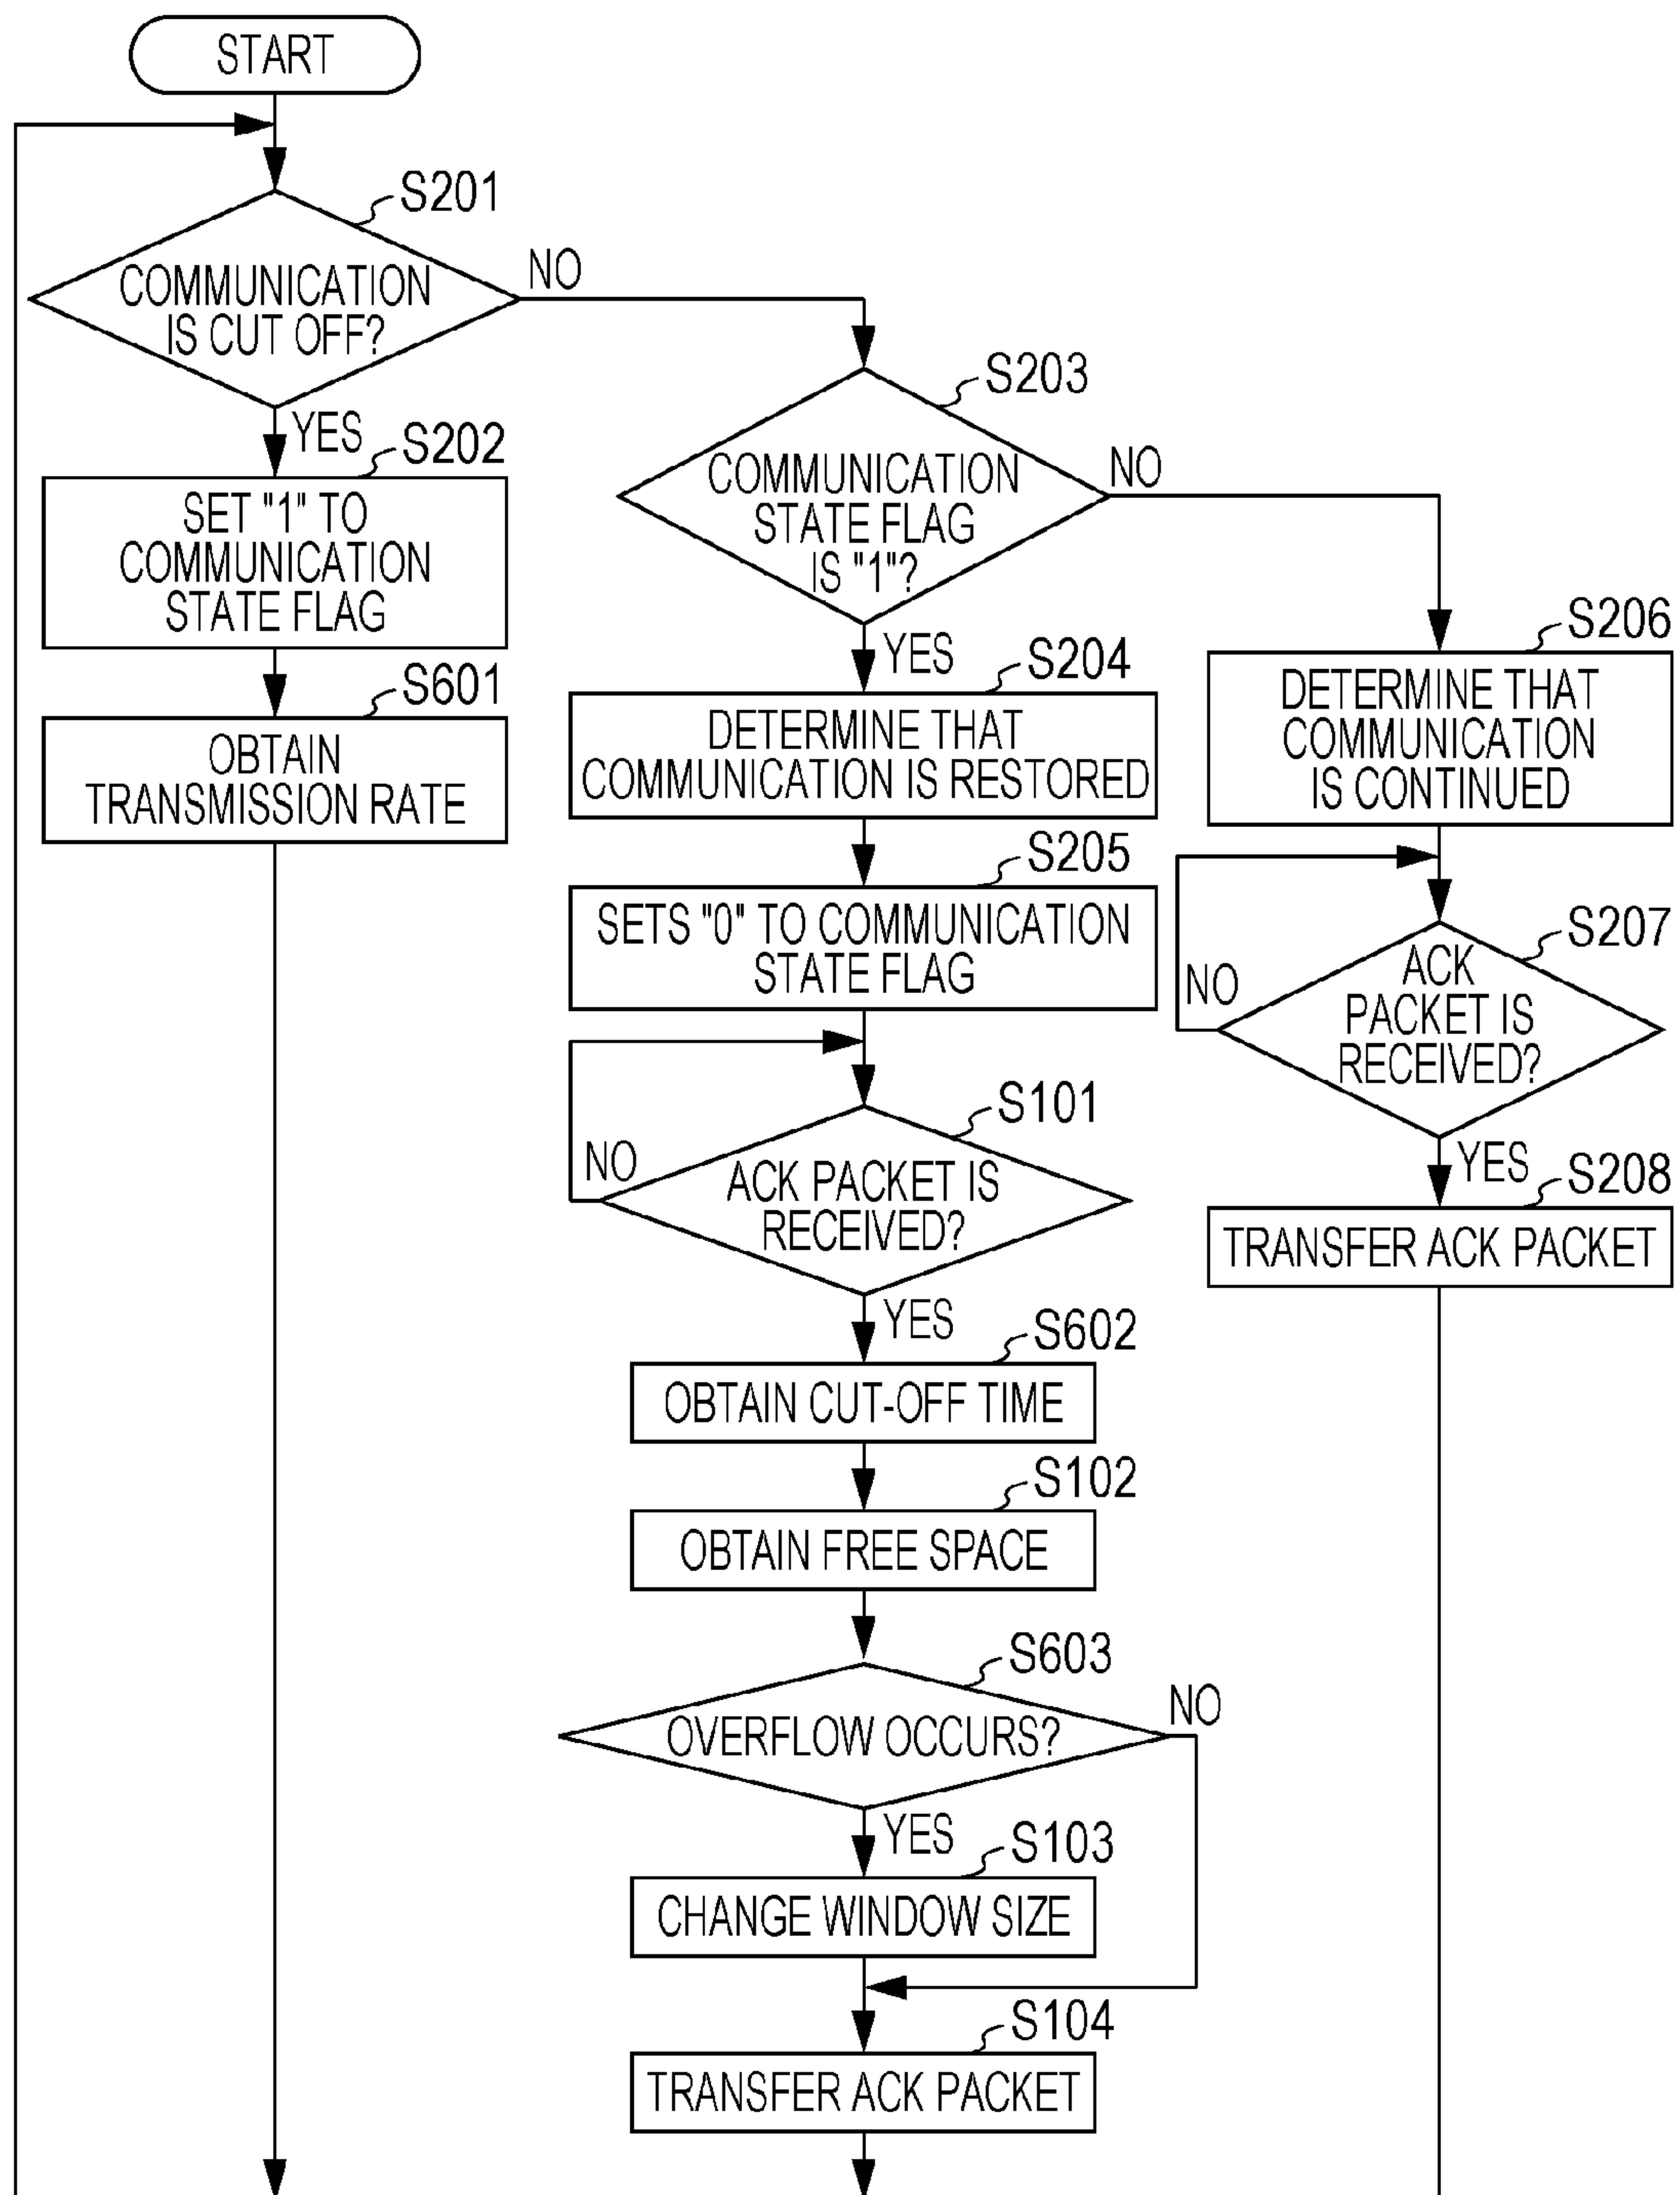 START
S201
COMMUNICATION
IS CUT OFF?
NO
YES
S202
SET "1" TO
COMMUNICATION
STATE FLAG
S601
OBTAIN
TRANSMISSION RATE
S203
COMMUNICATION
STATE FLAG
IS "1"?
NO
YES
S204
DETERMINE THAT
COMMUNICATION IS RESTORED
S205
SETS "0" TO COMMUNICATION
STATE FLAG
S101
NO
ACK PACKET IS
RECEIVED?
YES
S602
OBTAIN CUT-OFF TIME
S102
OBTAIN FREE SPACE
S603
OVERFLOW OCCURS?
NO
YES
S103
CHANGE WINDOW SIZE
S104
TRANSFER ACK PACKET
S206
DETERMINE THAT
COMMUNICATION
IS CONTINUED
S207
NO
ACK
PACKET IS
RECEIVED?
YES
S208
TRANSFER ACK PACKET